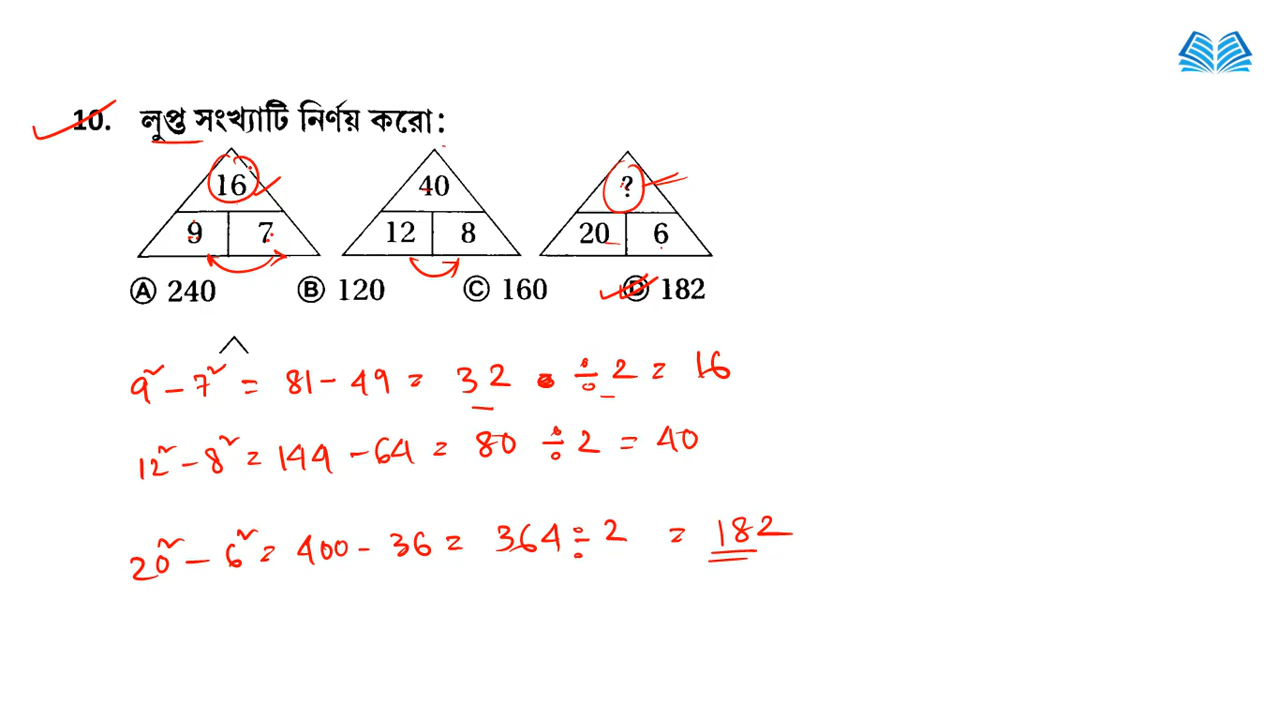 10. লুপ্ত সংখ্যাটি নির্ণয় করো:
16 40 ?
9 7 12 8 20 6
Ⓐ 240 Ⓑ 120 Ⓒ 160 Ⓓ 182
9² - 7² = 81 - 49 = 32 ÷ 2 = 16
12² - 8² = 144 - 64 = 80 ÷ 2 = 40
20² - 6² = 400 - 36 = 364 ÷ 2 = 182